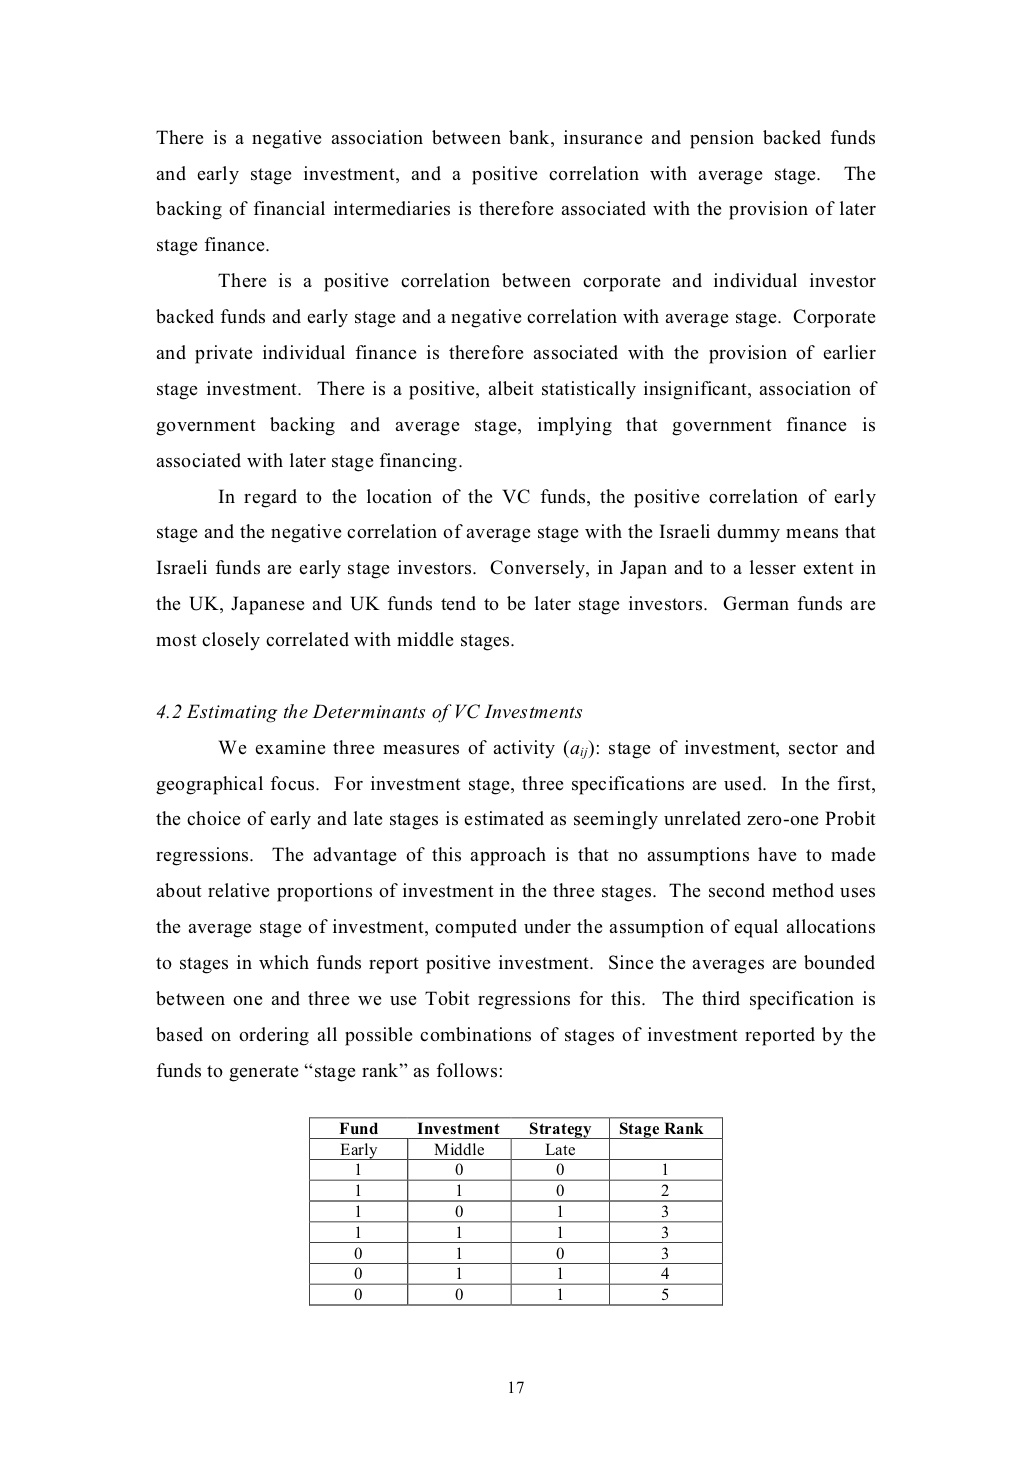 There is a negative association between bank, insurance and pension backed funds
and early stage investment, and a positive correlation with average stage. The
backing of financial intermediaries is therefore associated with the provision of later
stage finance.
There is a positive correlation between corporate and individual investor
backed funds and early stage and a negative correlation with average stage. Corporate
and private individual finance is therefore associated with the provision of earlier
stage investment. There is a positive, albeit statistically insignificant, association of
government backing and average stage, implying that government finance is
associated with later stage financing.
In regard to the location of the VC funds, the positive correlation of early
stage and the negative correlation of average stage with the Israeli dummy means that
Israeli funds are early stage investors. Conversely, in Japan and to a lesser extent in
the UK, Japanese and UK funds tend to be later stage investors. German funds are
most closely correlated with middle stages.
4.2 Estimating the Determinants of VC Investments
We examine three measures of activity (aij): stage of investment, sector and
geographical focus. For investment stage, three specifications are used. In the first,
the choice of early and late stages is estimated as seemingly unrelated zero-one Probit
regressions. The advantage of this approach is that no assumptions have to made
about relative proportions of investment in the three stages. The second method uses
the average stage of investment, computed under the assumption of equal allocations
to stages in which funds report positive investment. Since the averages are bounded
between one and three we use Tobit regressions for this. The third specification is
based on ordering all possible combinations of stages of investment reported by the
funds to generate “stage rank” as follows:
Fund Investment Strategy Stage Rank
Early Middle Late
1 0 0 1
1 1 0 2
1 0 1 3
1 1 1 3
0 1 0 3
0 1 1 4
0 0 1 5
17